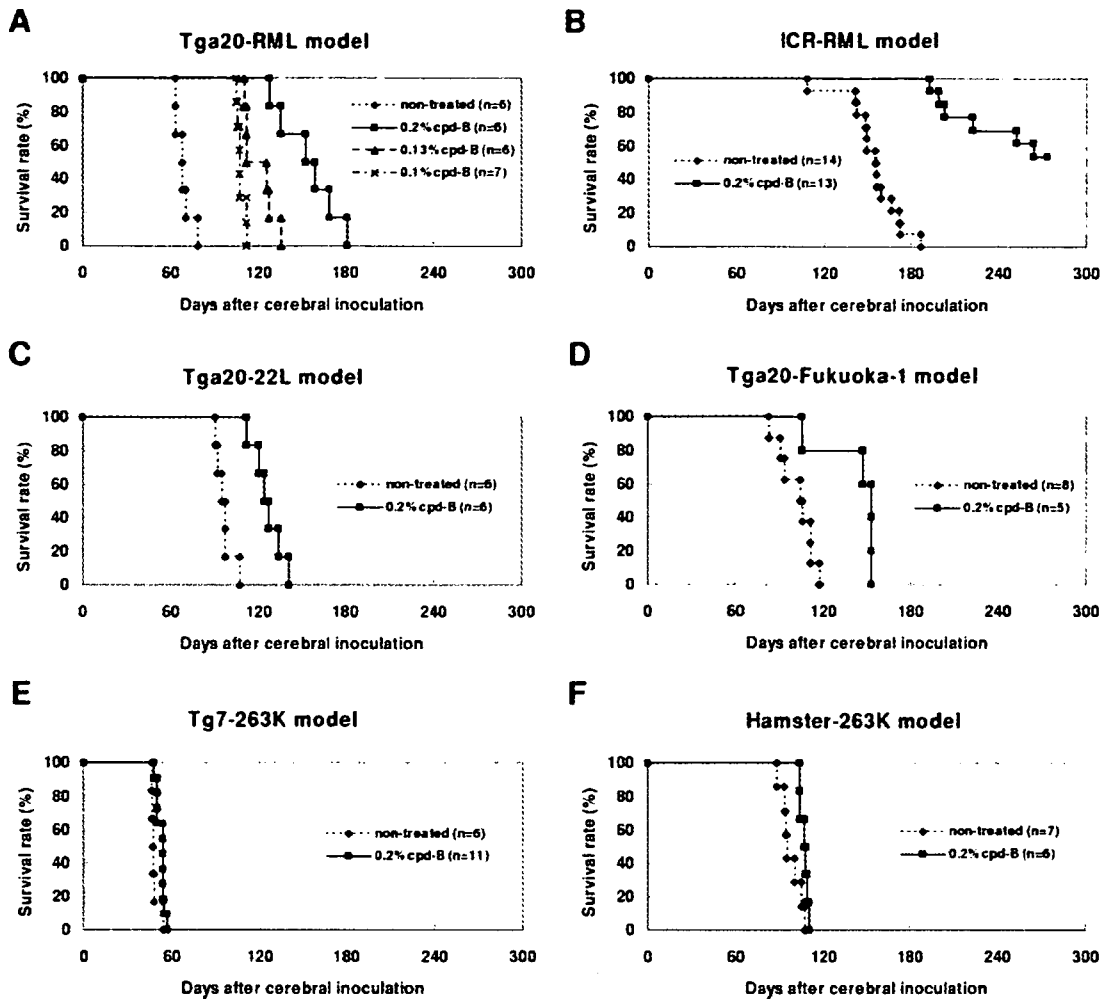 A
Tga20-RML model
Survival rate (%)
100
80
60
40
20
0
non-treated (n=6)
0.2% cpd-B (n=6)
0.13% cpd-B (n=6)
0.1% cpd-B (n=7)
0 60 120 180 240 300
Days after cerebral inoculation
B
ICR-RML model
Survival rate (%)
100
80
60
40
20
0
non-treated (n=14)
0.2% cpd-B (n=13)
0 60 120 180 240 300
Days after cerebral inoculation
C
Tga20-22L model
Survival rate (%)
100
80
60
40
20
0
non-treated (n=6)
0.2% cpd-B (n=6)
0 60 120 180 240 300
Days after cerebral inoculation
D
Tga20-Fukuoka-1 model
Survival rate (%)
100
80
60
40
20
0
non-treated (n=8)
0.2% cpd-B (n=5)
0 60 120 180 240 300
Days after cerebral inoculation
E
Tg7-263K model
Survival rate (%)
100
80
60
40
20
0
non-treated (n=6)
0.2% cpd-B (n=11)
0 60 120 180 240 300
Days after cerebral inoculation
F
Hamster-263K model
Survival rate (%)
100
80
60
40
20
0
non-treated (n=7)
0.2% cpd-B (n=6)
0 60 120 180 240 300
Days after cerebral inoculation